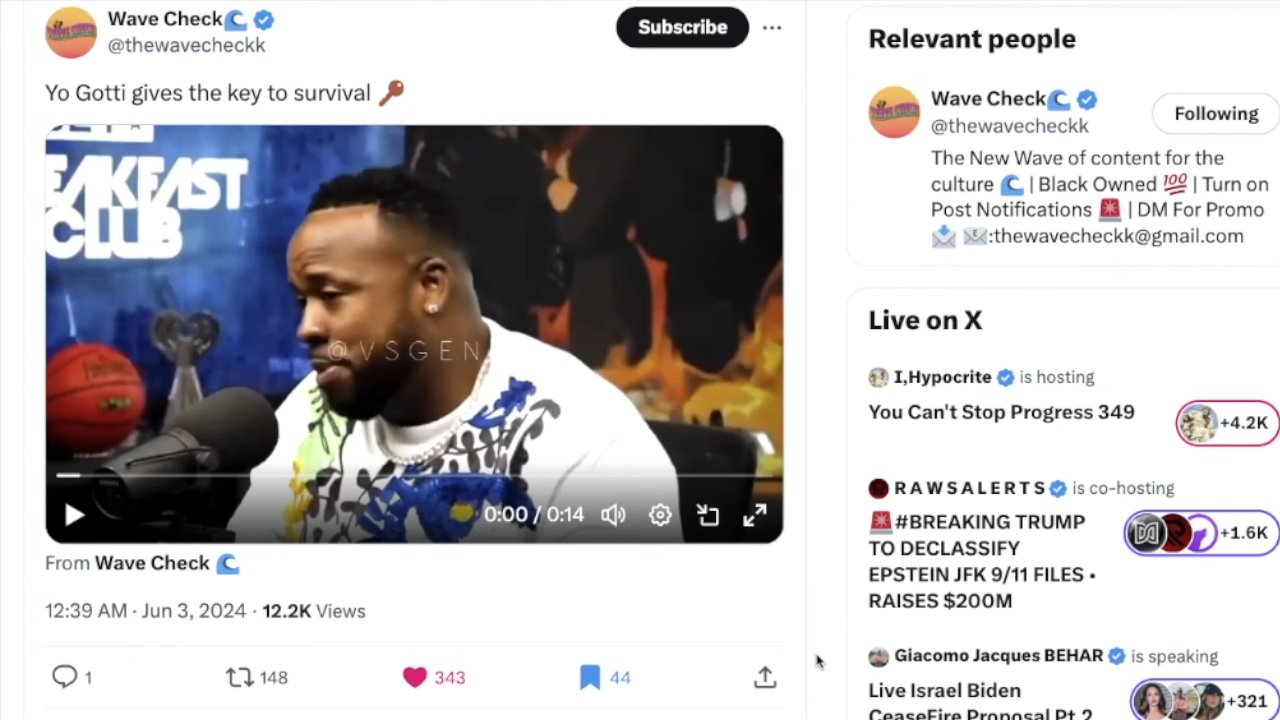 Wave Check🌊
@thewavecheckk
Subscribe
Yo Gotti gives the key to survival 🗝️
EAKFAST
CLUB
@VSGEN
0:00 / 0:14
From Wave Check 🌊
12:39 AM · Jun 3, 2024 · 12.2K Views
1
148
343
44
Relevant people
Wave Check🌊
@thewavecheckk
Following
The New Wave of content for the
culture 🌊 | Black Owned 💯 | Turn on
Post Notifications 🚨 | DM For Promo
📩 📧:thewavecheckk@gmail.com
Live on X
I,Hypocrite is hosting
You Can't Stop Progress 349
+4.2K
R A W S A L E R T S is co-hosting
🚨#BREAKING TRUMP
TO DECLASSIFY
EPSTEIN JFK 9/11 FILES •
RAISES $200M
+1.6K
Giacomo Jacques BEHAR is speaking
Live Israel Biden
CeaseFire Proposal Pt 2
+321